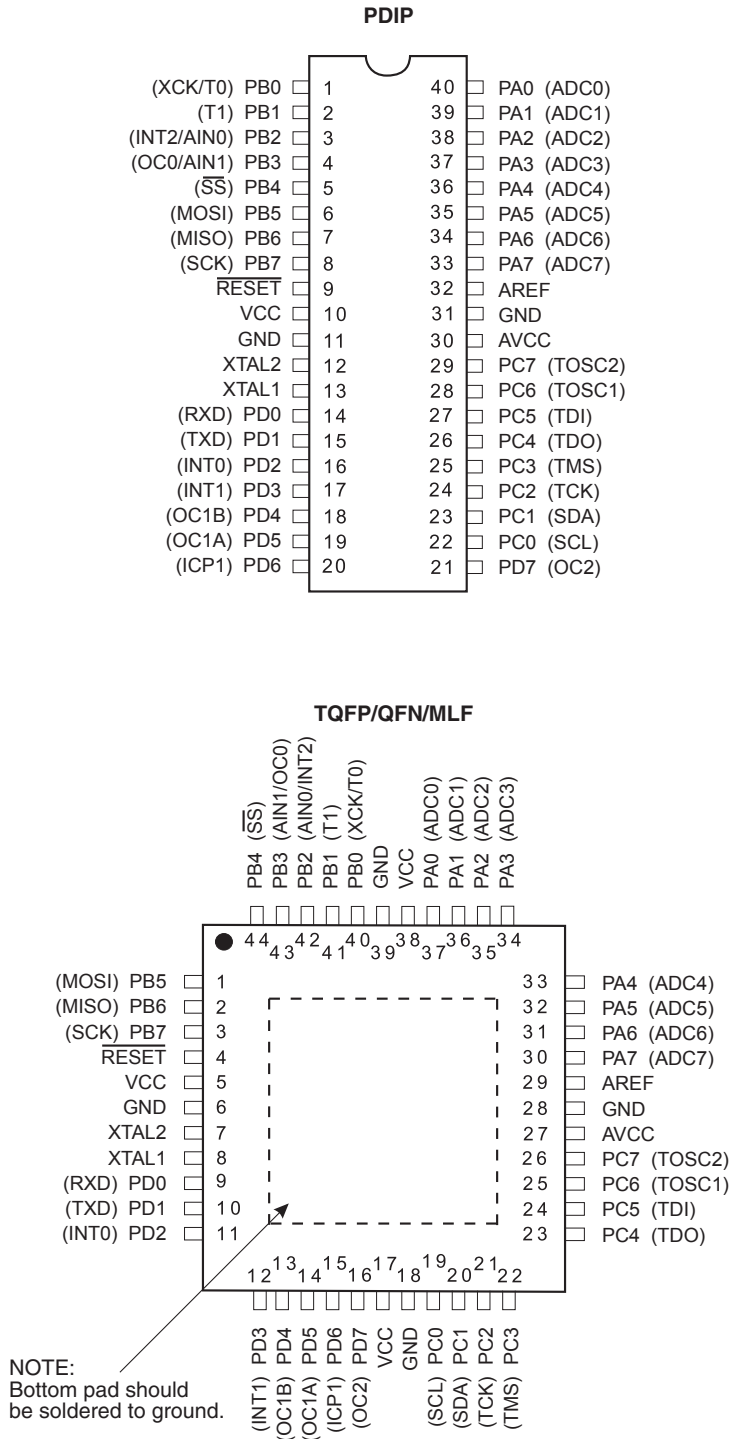 PDIP
(XCK/T0) PB0 1 40 PA0 (ADC0)
(T1) PB1 2 39 PA1 (ADC1)
(INT2/AIN0) PB2 3 38 PA2 (ADC2)
(OC0/AIN1) PB3 4 37 PA3 (ADC3)
(SS) PB4 5 36 PA4 (ADC4)
(MOSI) PB5 6 35 PA5 (ADC5)
(MISO) PB6 7 34 PA6 (ADC6)
(SCK) PB7 8 33 PA7 (ADC7)
RESET 9 32 AREF
VCC 10 31 GND
GND 11 30 AVCC
XTAL2 12 29 PC7 (TOSC2)
XTAL1 13 28 PC6 (TOSC1)
(RXD) PD0 14 27 PC5 (TDI)
(TXD) PD1 15 26 PC4 (TDO)
(INT0) PD2 16 25 PC3 (TMS)
(INT1) PD3 17 24 PC2 (TCK)
(OC1B) PD4 18 23 PC1 (SDA)
(OC1A) PD5 19 22 PC0 (SCL)
(ICP1) PD6 20 21 PD7 (OC2)
TQFP/QFN/MLF
PB4 (SS)
PB3 (AIN1/OC0)
PB2 (AIN0/INT2)
PB1 (T1)
PB0 (XCK/T0)
GND
VCC
PA0 (ADC0)
PA1 (ADC1)
PA2 (ADC2)
PA3 (ADC3)
44 43 42 41 40 39 38 37 36 35 34
(MOSI) PB5 1 33 PA4 (ADC4)
(MISO) PB6 2 32 PA5 (ADC5)
(SCK) PB7 3 31 PA6 (ADC6)
RESET 4 30 PA7 (ADC7)
VCC 5 29 AREF
GND 6 28 GND
XTAL2 7 27 AVCC
XTAL1 8 26 PC7 (TOSC2)
(RXD) PD0 9 25 PC6 (TOSC1)
(TXD) PD1 10 24 PC5 (TDI)
(INT0) PD2 11 23 PC4 (TDO)
12 13 14 15 16 17 18 19 20 21 22
(INT1) PD3
(OC1B) PD4
(OC1A) PD5
(ICP1) PD6
(OC2) PD7
VCC
GND
(SCL) PC0
(SDA) PC1
(TCK) PC2
(TMS) PC3
NOTE:
Bottom pad should
be soldered to ground.